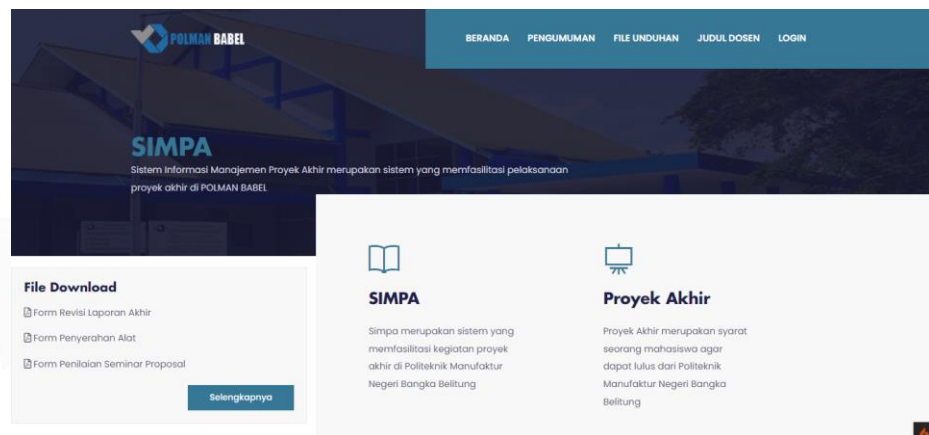 POLMAN BABEL
BERANDA PENGUMUMAN FILE UNDUHAN JUDUL DOSEN LOGIN
SIMPA
Sistem Informasi Manajemen Proyek Akhir merupakan sistem yang memfasilitasi pelaksanaan
proyek akhir di POLMAN BABEL
File Download
Form Revisi Laporan Akhir
Form Penyerahan Alat
Form Penilaian Seminar Proposal
Selengkapnya
SIMPA
Simpa merupakan sistem yang
memfasilitasi kegiatan proyek
akhir di Politeknik Manufaktur
Negeri Bangka Belitung
Proyek Akhir
Proyek Akhir merupakan syarat
seorang mahasiswa agar
dapat lulus dari Politeknik
Manufaktur Negeri Bangka
Belitung